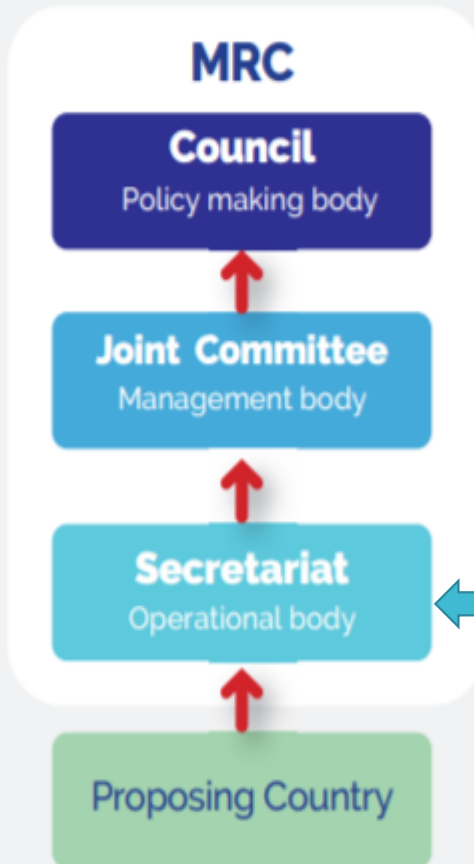 MRC
Council
Policy making body
Joint Committee
Management body
Secretariat
Operational body
Proposing Country